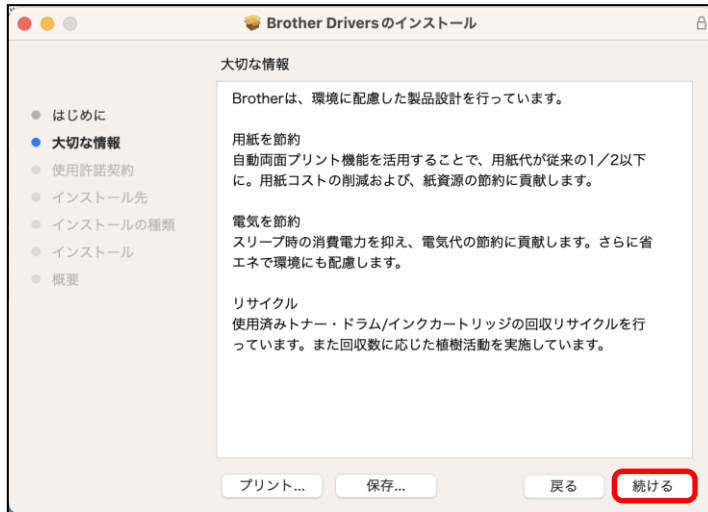 Brother Driversのインストール
大切な情報
はじめに
大切な情報
使用許諾契約
インストール先
インストールの種類
インストール
概要
Brotherは、環境に配慮した製品設計を行っています。
用紙を節約
自動両面プリント機能を活用することで、用紙代が従来の1／2以下
に。用紙コストの削減および、紙資源の節約に貢献します。
電気を節約
スリープ時の消費電力を抑え、電気代の節約に貢献します。さらに省
エネで環境にも配慮します。
リサイクル
使用済みトナー・ドラム/インクカートリッジの回収リサイクルを行
っています。また回収数に応じた植樹活動を実施しています。
プリント...
保存...
戻る
続ける